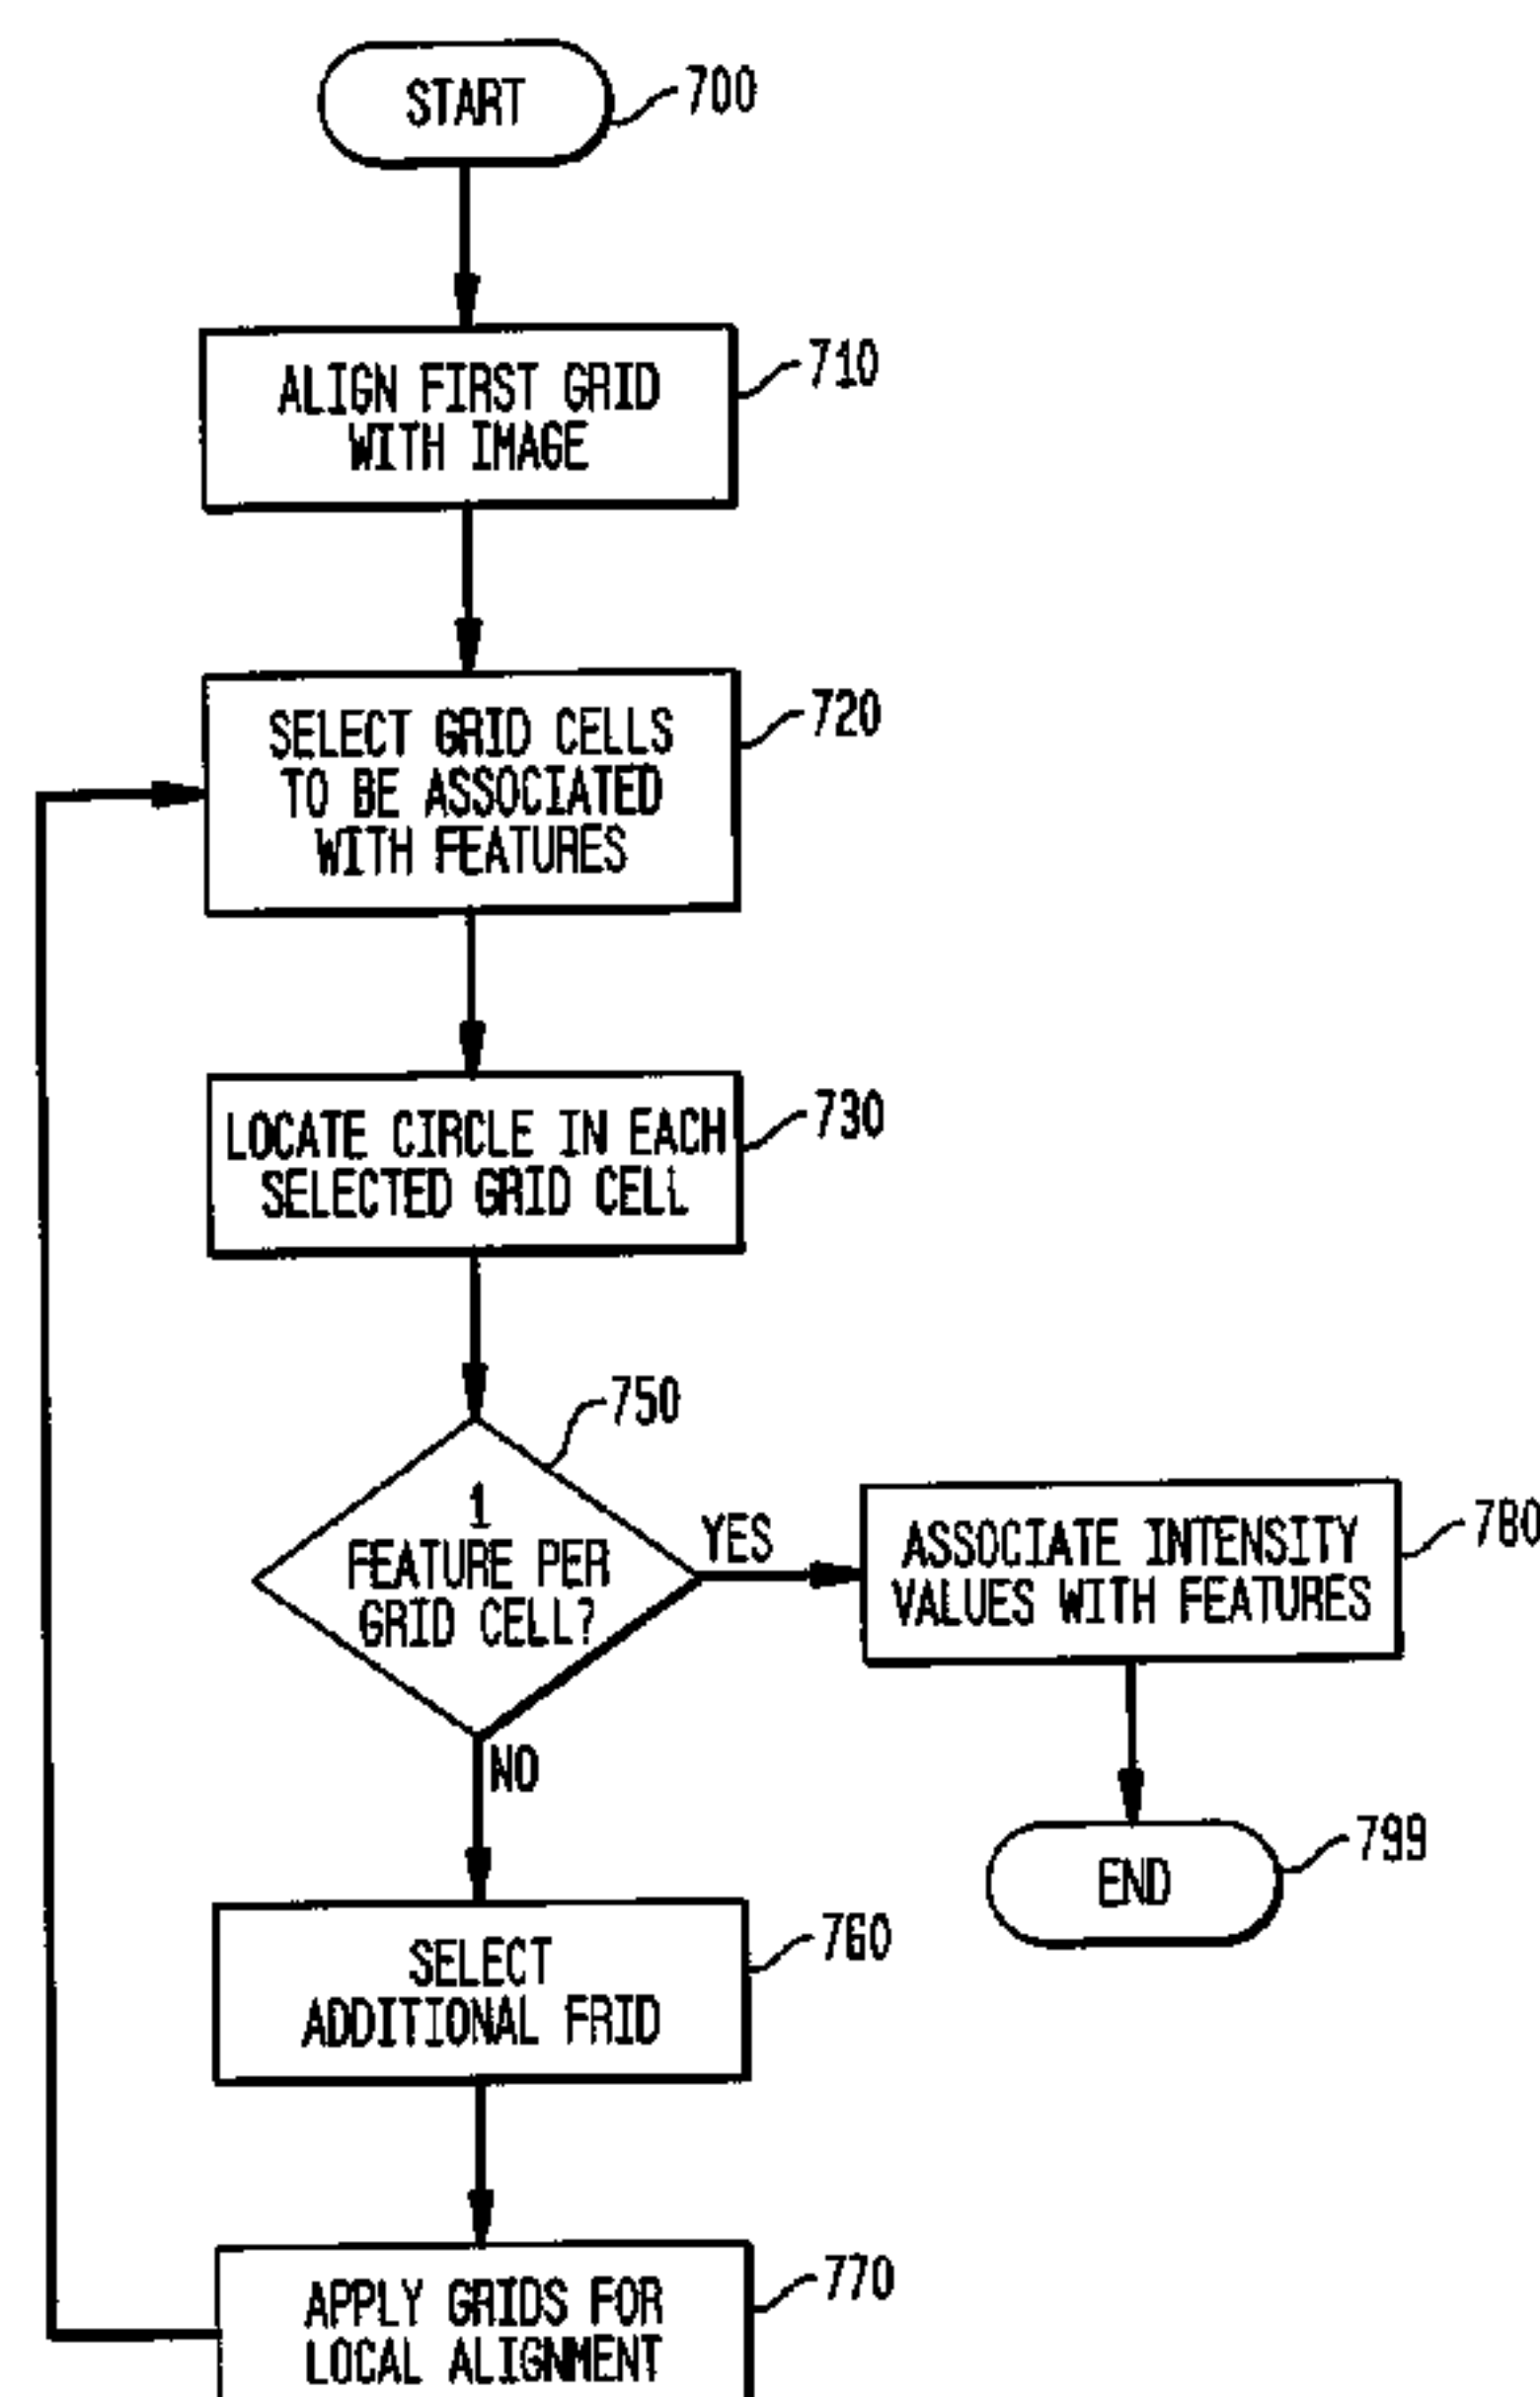 START
700
ALIGN FIRST GRID
WITH IMAGE
710
SELECT GRID CELLS
TO BE ASSOCIATED
WITH FEATURES
720
LOCATE CIRCLE IN EACH
SELECTED GRID CELL
730
750
1
FEATURE PER
GRID CELL?
YES
NO
ASSOCIATE INTENSITY
VALUES WITH FEATURES
780
END
799
SELECT
ADDITIONAL FRID
760
APPLY GRIDS FOR
LOCAL ALIGNMENT
770